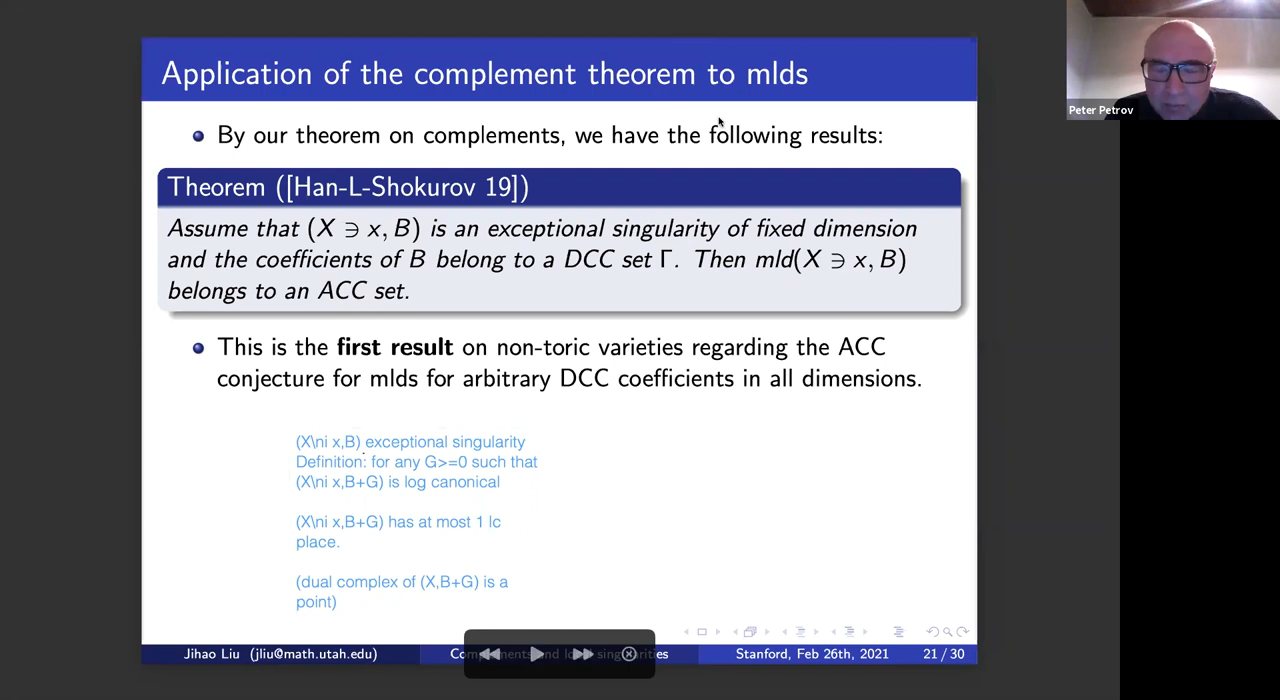 Application of the complement theorem to mlds
Peter Petrov
By our theorem on complements, we have the following results:
Theorem ([Han-L-Shokurov 19])
Assume that (X ∋ x, B) is an exceptional singularity of fixed dimension
and the coefficients of B belong to a DCC set Γ. Then mld(X ∋ x, B)
belongs to an ACC set.
This is the first result on non-toric varieties regarding the ACC
conjecture for mlds for arbitrary DCC coefficients in all dimensions.
(X\ni x,B) exceptional singularity
Definition: for any G>=0 such that
(X\ni x,B+G) is log canonical
(X\ni x,B+G) has at most 1 lc
place.
(dual complex of (X,B+G) is a
point)
Jihao Liu (jliu@math.utah.edu)
Stanford, Feb 26th, 2021
21 / 30